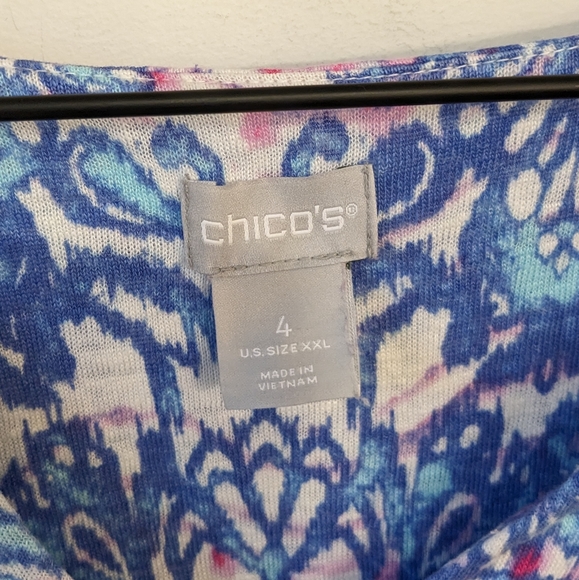 chico's®
4
U.S. SIZE XXL
MADE IN
VIETNAM